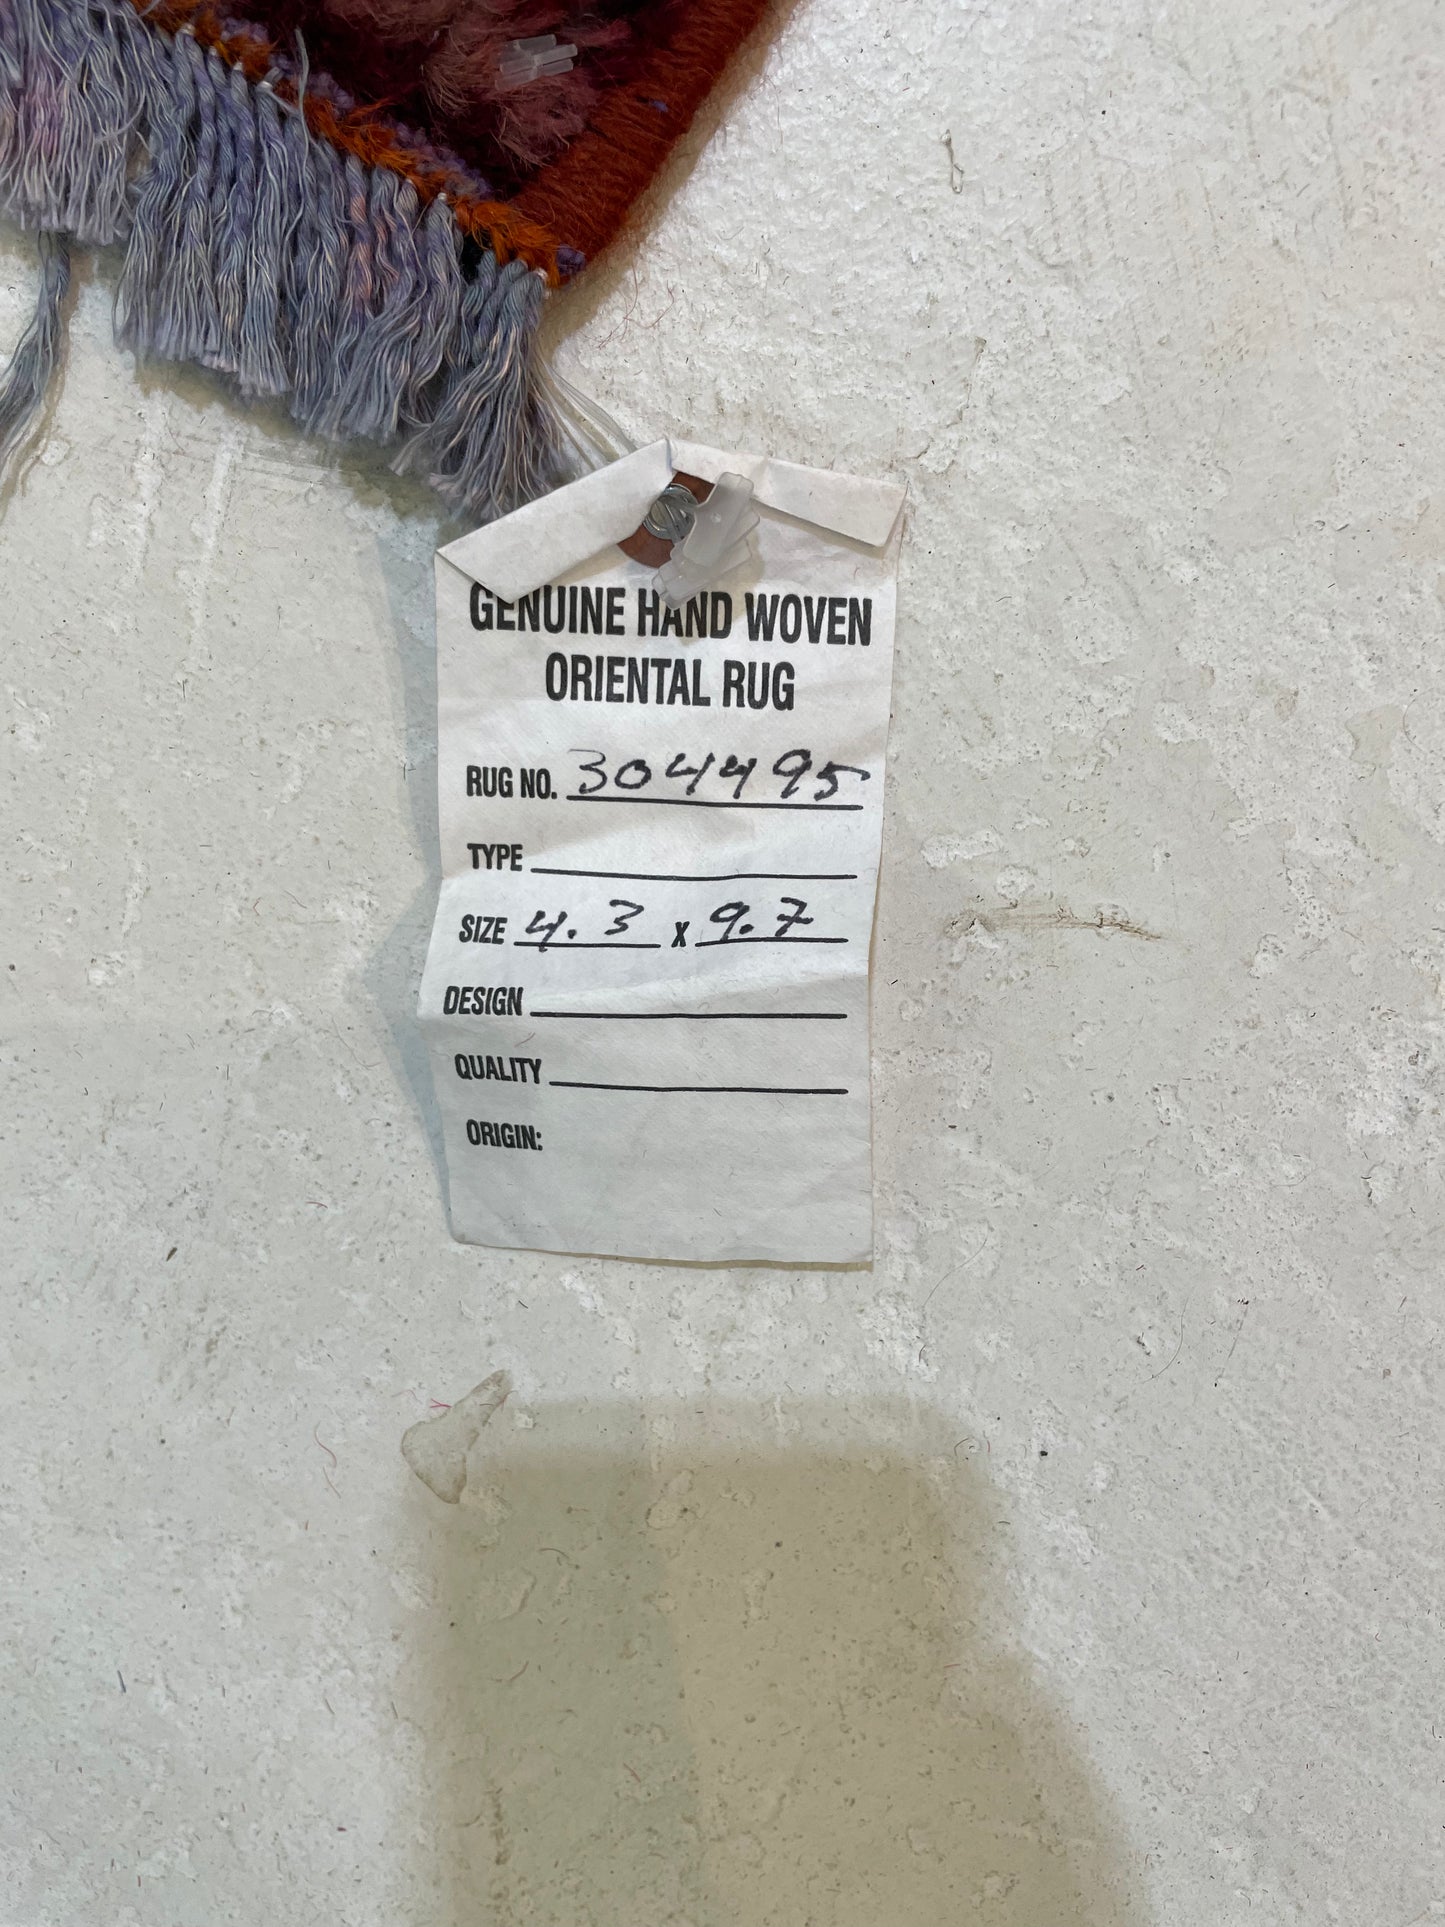 GENUINE HAND WOVEN
ORIENTAL RUG
RUG NO. 304495
TYPE
SIZE 4.3 x 9.7
DESIGN
QUALITY
ORIGIN: